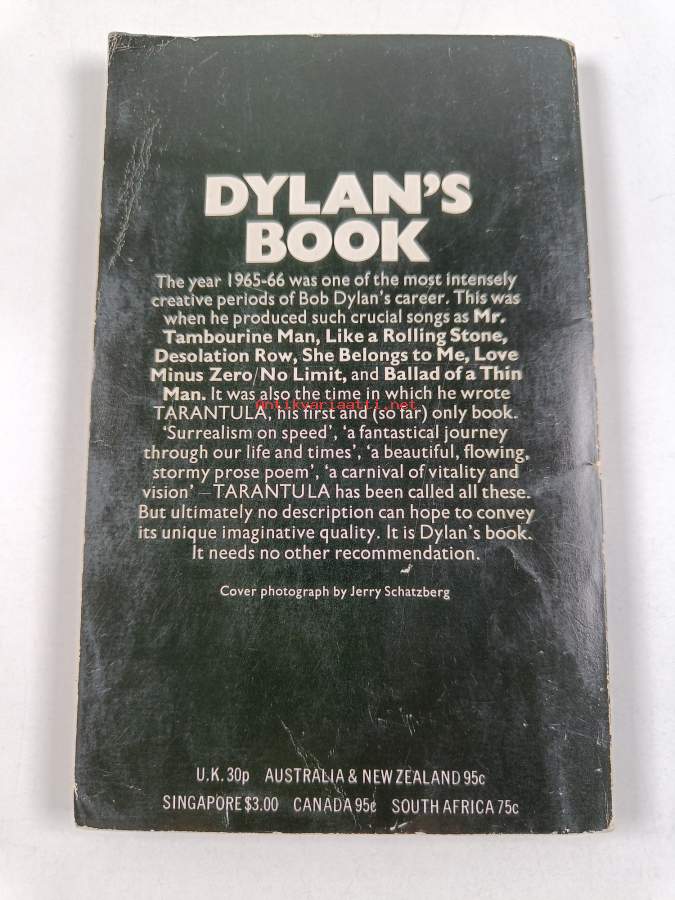 DYLAN'S
BOOK
The year 1965-66 was one of the most intensely
creative periods of Bob Dylan's career. This was
when he produced such crucial songs as Mr.
Tambourine Man, Like a Rolling Stone,
Desolation Row, She Belongs to Me, Love
Minus Zero/No Limit, and Ballad of a Thin
Man. It was also the time in which he wrote
Antikvariaatti.net
TARANTULA, his first and (so far) only book.
'Surrealism on speed', 'a fantastical journey
through our life and times', 'a beautiful, flowing,
stormy prose poem', 'a carnival of vitality and
vision' – TARANTULA has been called all these.
But ultimately no description can hope to convey
its unique imaginative quality. It is Dylan's book.
It needs no other recommendation.
Cover photograph by Jerry Schatzberg
U.K. 30p AUSTRALIA & NEW ZEALAND 95c
SINGAPORE $3.00 CANADA 95¢ SOUTH AFRICA 75c